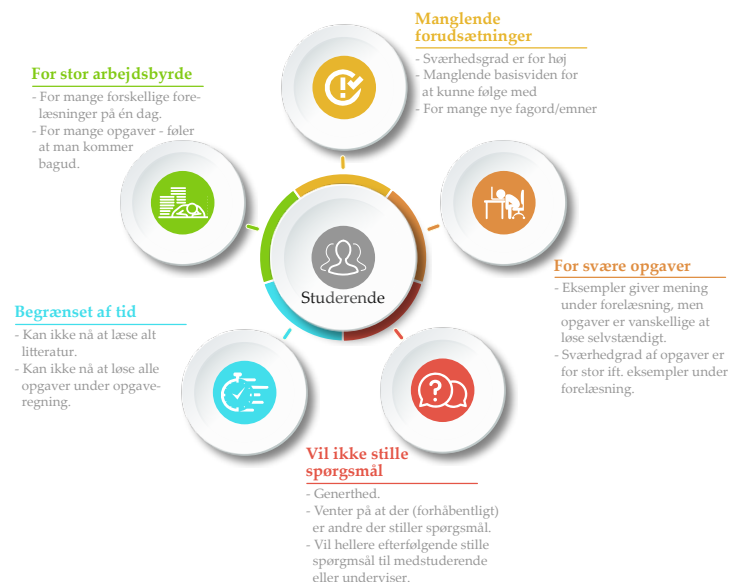 Manglende
forudsætninger
- Sværhedsgrad er for høj
- Manglende basisviden for
at kunne følge med
- For mange nye fagord/emner
For stor arbejdsbyrde
- For mange forskellige fore-
læsninger på én dag.
- For mange opgaver - føler
at man kommer
bagud.
Studerende
For svære opgaver
- Eksempler giver mening
under forelæsning, men
opgaver er vanskellige at
løse selvstændigt.
- Sværhedgrad af opgaver er
for stor ift. eksempler under
forelæsning.
Begrænset af tid
- Kan ikke nå at læse alt
litteratur.
- Kan ikke nå at løse alle
opgaver under opgave-
regning.
Vil ikke stille
spørgsmål
- Generthed.
- Venter på at der (forhåbentligt)
er andre der stiller spørgsmål.
- Vil hellere efterfølgende stille
spørgmsål til medstuderende
eller underviser.